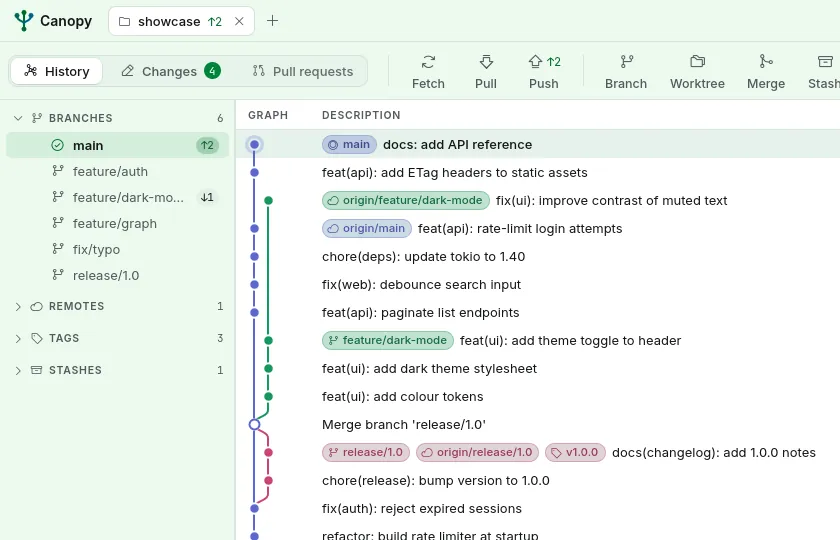 Canopy
showcase ↑2
History
Changes 4
Pull requests
Fetch
Pull
Push ↑2
Branch
Worktree
Merge
Stash
BRANCHES 6
main ↑2
feature/auth
feature/dark-mo... ↓1
feature/graph
fix/typo
release/1.0
REMOTES 1
TAGS 3
STASHES 1
GRAPH DESCRIPTION
main docs: add API reference
feat(api): add ETag headers to static assets
origin/feature/dark-mode fix(ui): improve contrast of muted text
origin/main feat(api): rate-limit login attempts
chore(deps): update tokio to 1.40
fix(web): debounce search input
feat(api): paginate list endpoints
feature/dark-mode feat(ui): add theme toggle to header
feat(ui): add dark theme stylesheet
feat(ui): add colour tokens
Merge branch 'release/1.0'
release/1.0 origin/release/1.0 v1.0.0 docs(changelog): add 1.0.0 notes
chore(release): bump version to 1.0.0
fix(auth): reject expired sessions
refactor: build rate limiter at startup